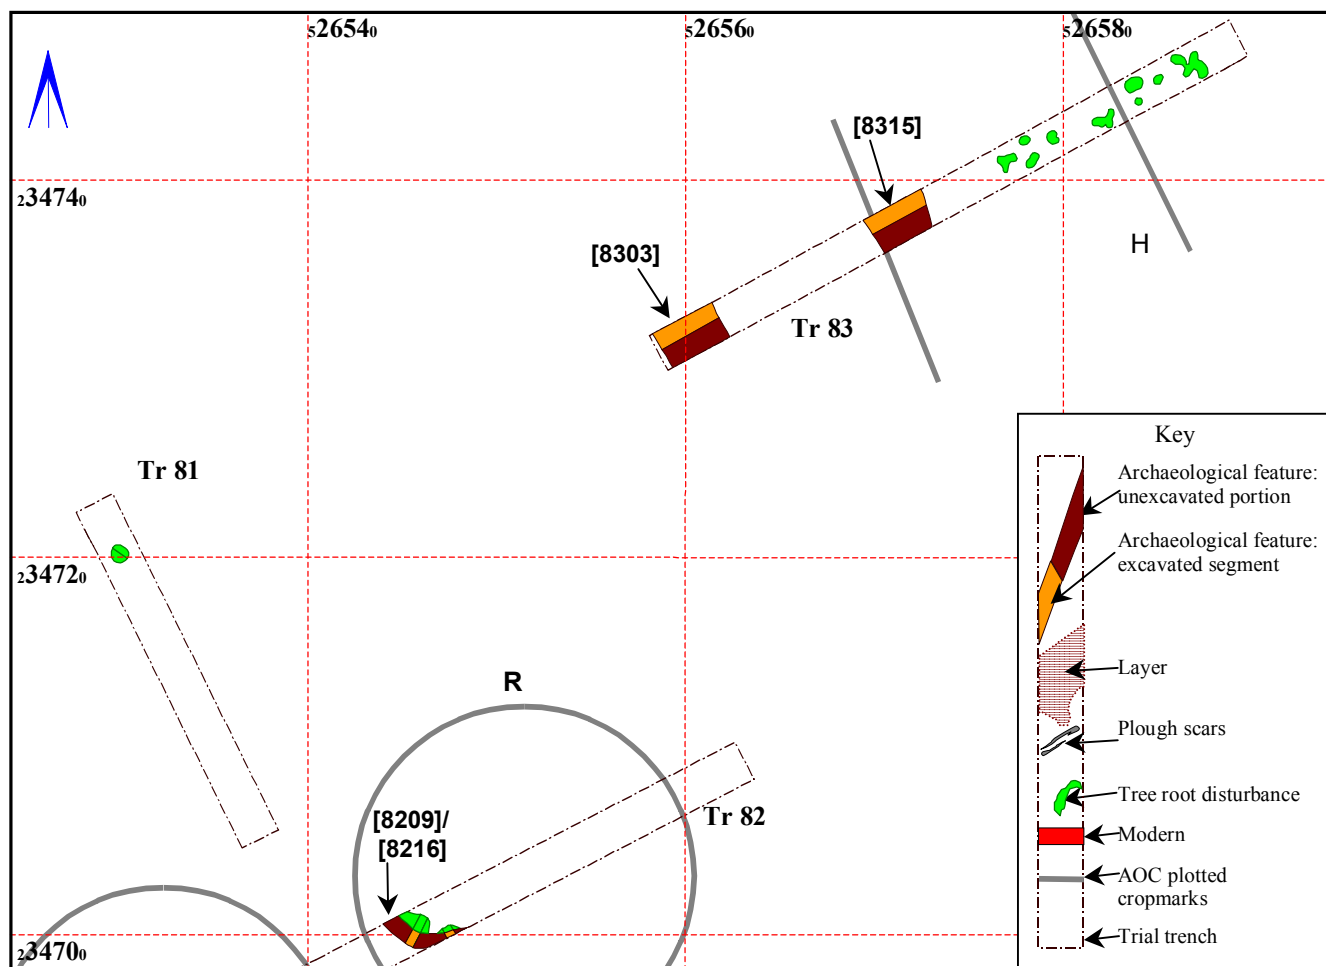 526540
526560
526580
[8315]
234740
H
[8303]
Tr 83
Key
Archaeological feature:
unexcavated portion
Tr 81
Archaeological feature:
excavated segment
234720
Layer
R
Plough scars
Tree root disturbance
Tr 82
[8209]/
[8216]
Modern
AOC plotted
cropmarks
Trial trench
234700